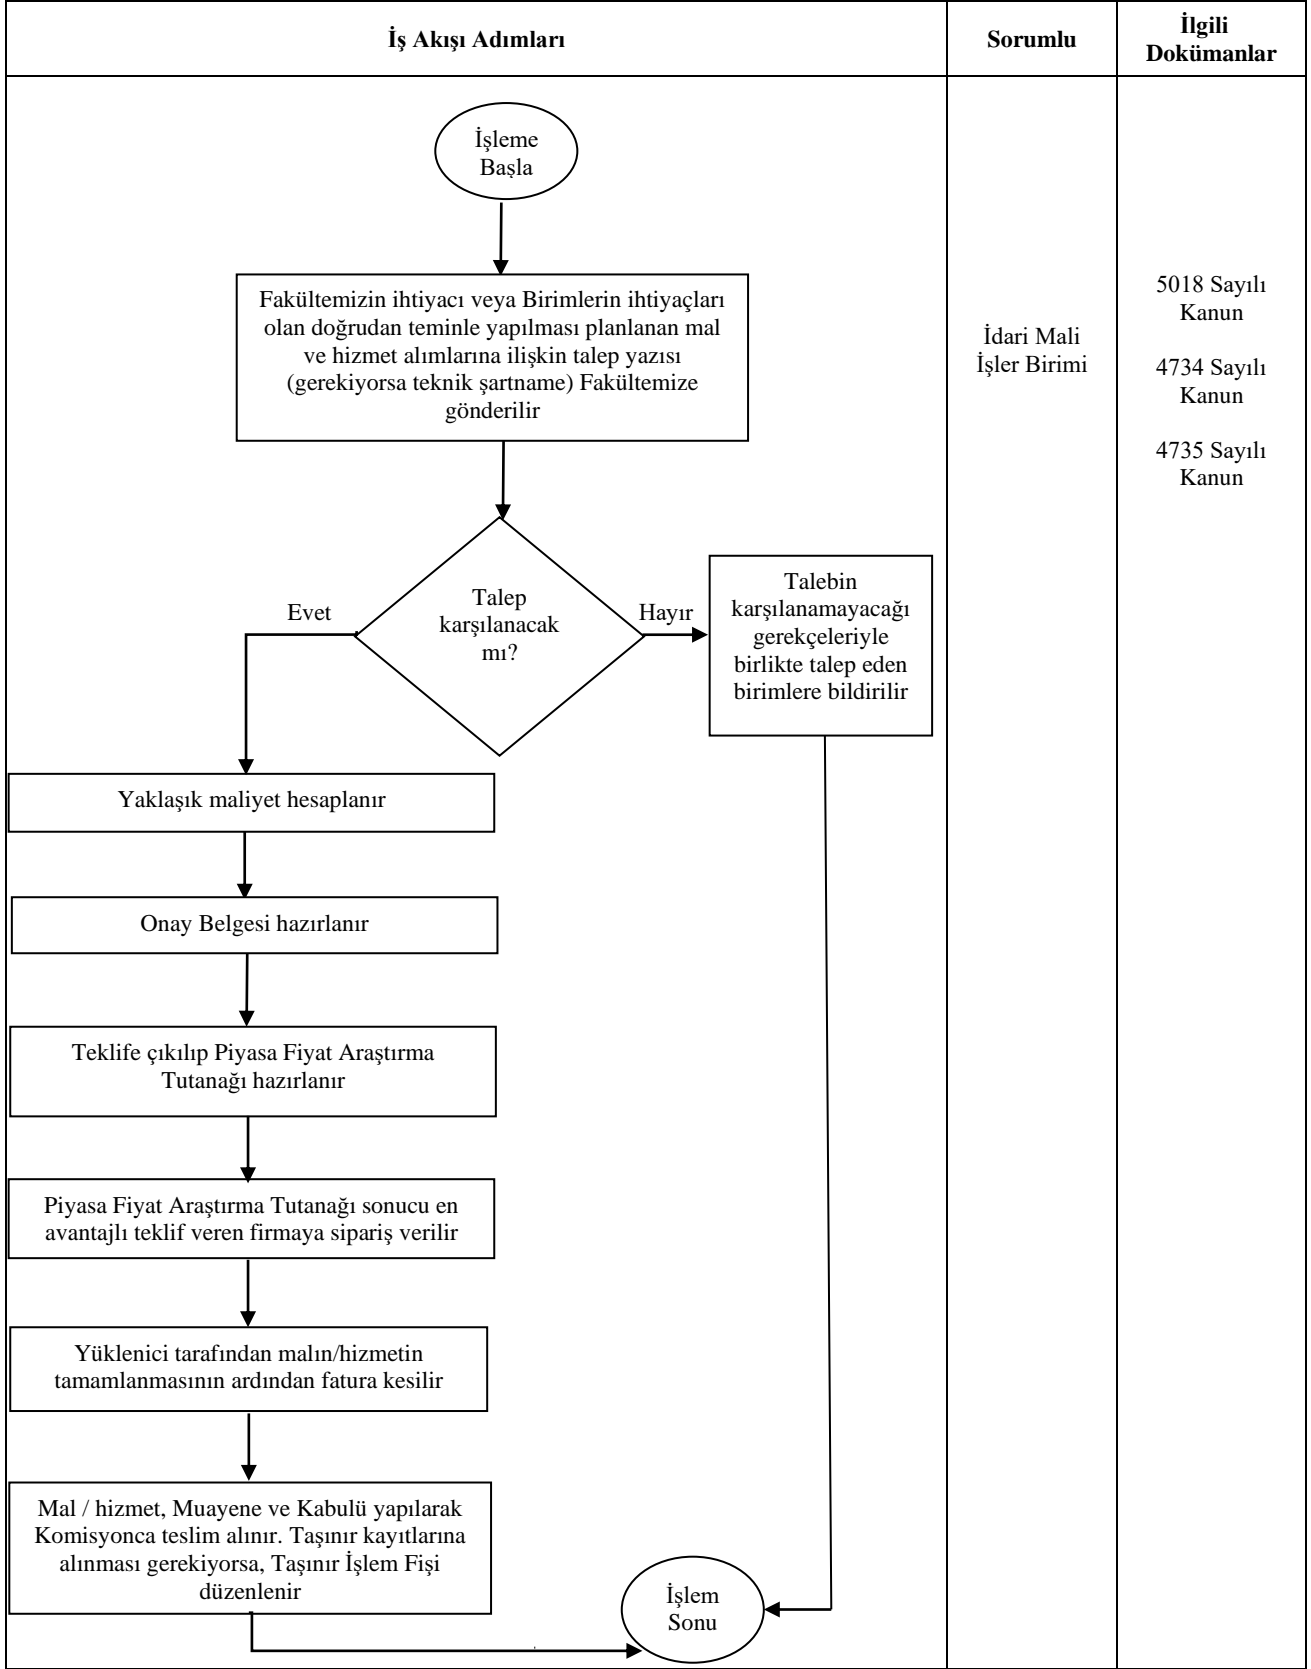 İş Akışı Adımları
Sorumlu
İlgili
Dokümanlar
İşleme
Başla
Fakültemizin ihtiyacı veya Birimlerin ihtiyaçları
olan doğrudan teminle yapılması planlanan mal
ve hizmet alımlarına ilişkin talep yazısı
(gerekiyorsa teknik şartname) Fakültemize
gönderilir
İdari Mali
İşler Birimi
5018 Sayılı
Kanun
4734 Sayılı
Kanun
4735 Sayılı
Kanun
Talep
karşılanacak
mı?
Evet
Hayır
Talebin
karşılanamayacağı
gerekçeleriyle
birlikte talep eden
birimlere bildirilir
Yaklaşık maliyet hesaplanır
Onay Belgesi hazırlanır
Teklife çıkılıp Piyasa Fiyat Araştırma
Tutanağı hazırlanır
Piyasa Fiyat Araştırma Tutanağı sonucu en
avantajlı teklif veren firmaya sipariş verilir
Yüklenici tarafından malın/hizmetin
tamamlanmasının ardından fatura kesilir
Mal / hizmet, Muayene ve Kabulü yapılarak
Komisyonca teslim alınır. Taşınır kayıtlarına
alınması gerekiyorsa, Taşınır İşlem Fişi
düzenlenir
İşlem
Sonu